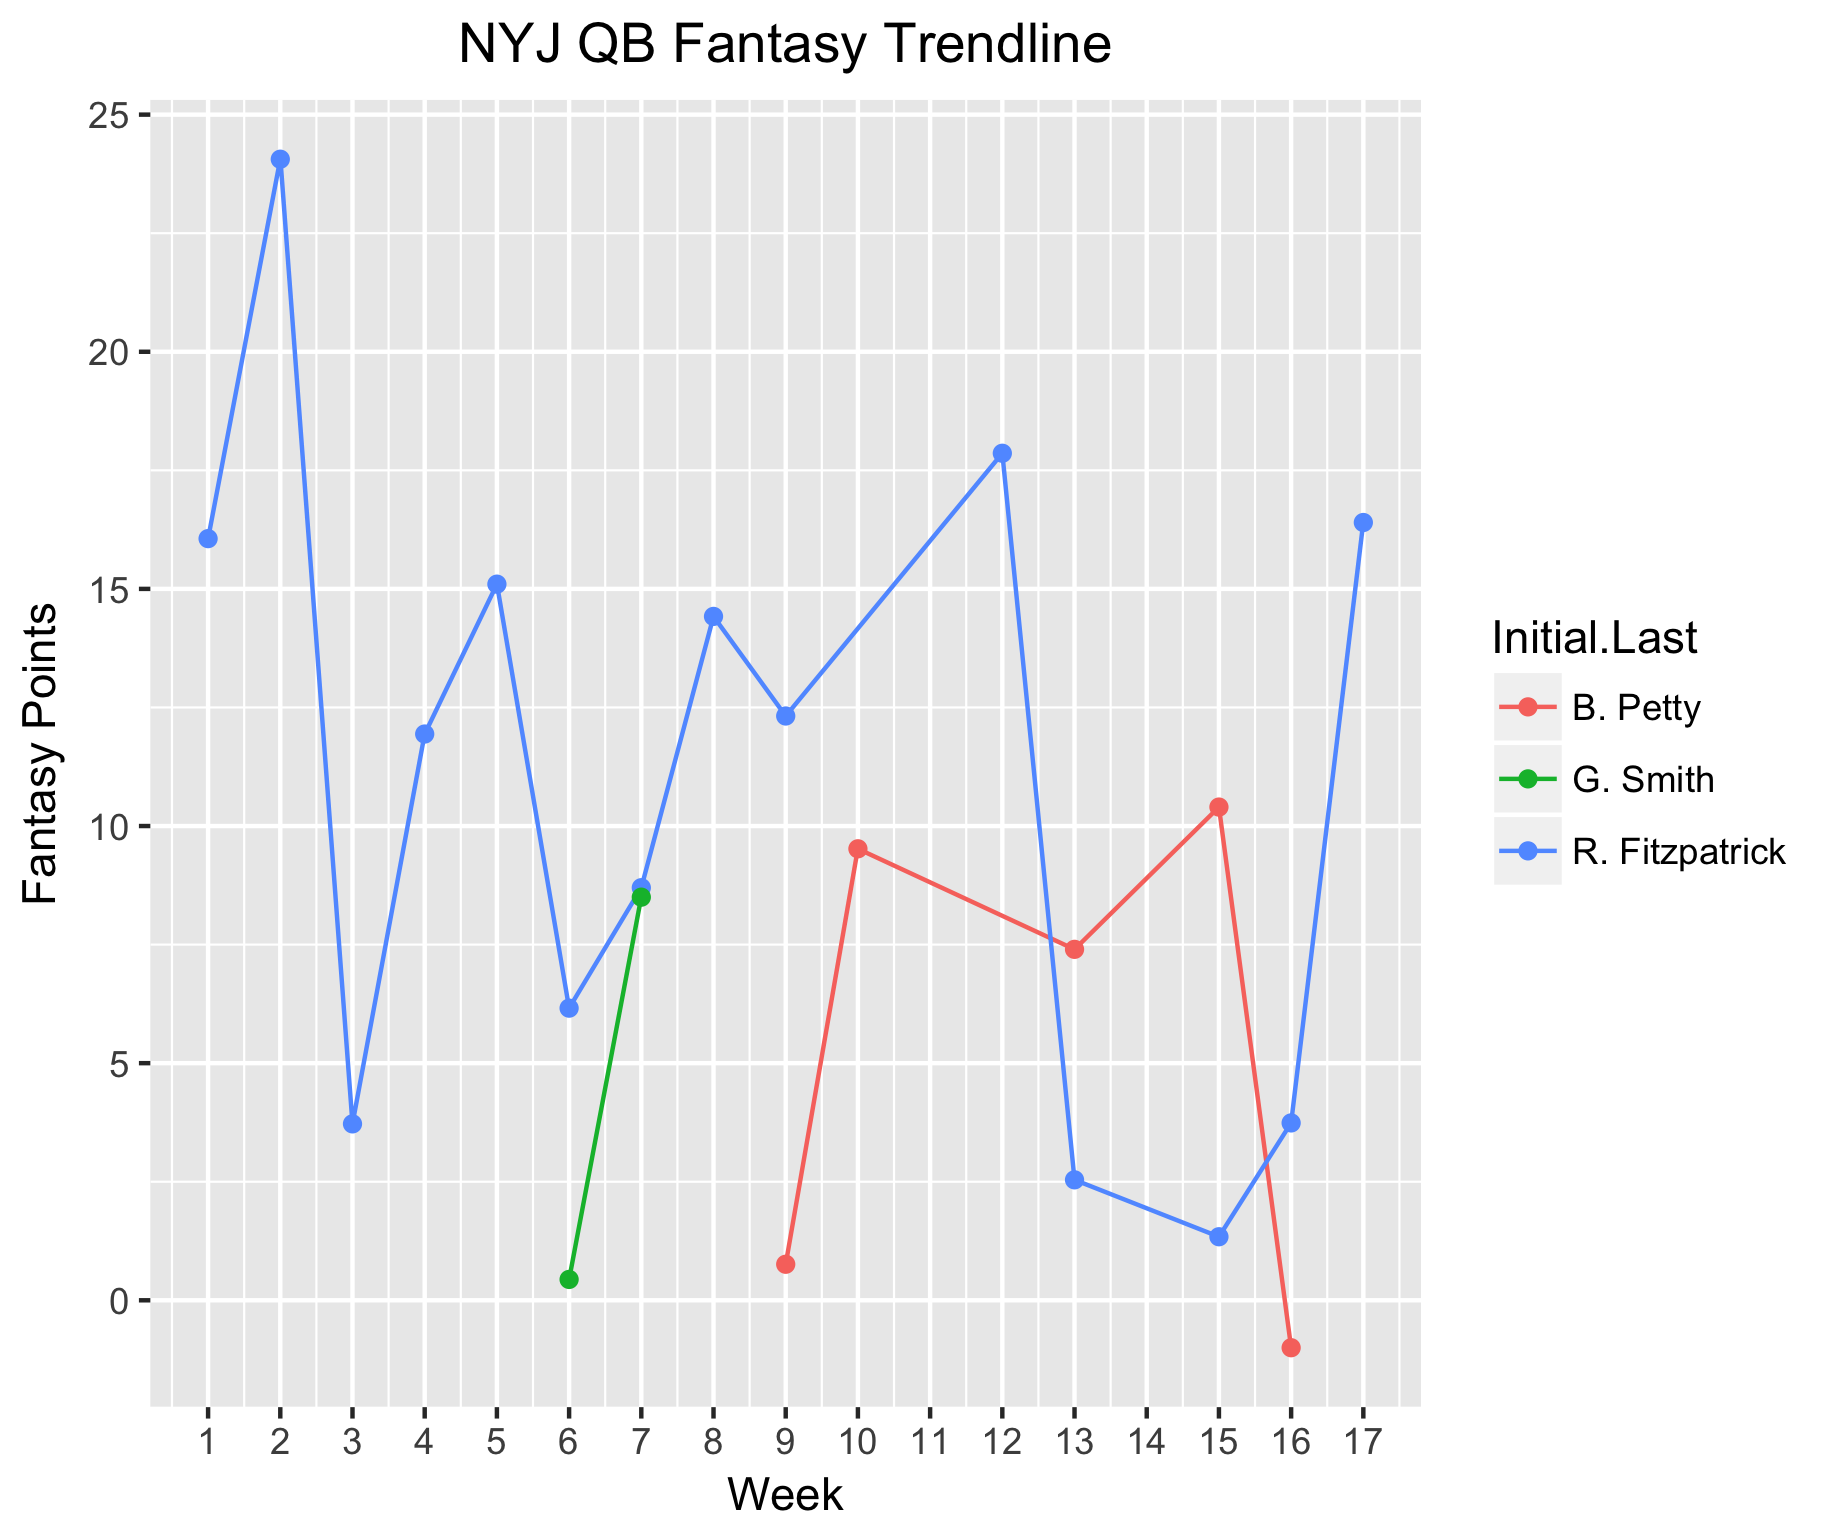 NYJ QB Fantasy Trendline
25
20
15
10
5
0
Fantasy Points
1 2 3 4 5 6 7 8 9 10 11 12 13 14 15 16 17
Week
Initial.Last
B. Petty
G. Smith
R. Fitzpatrick